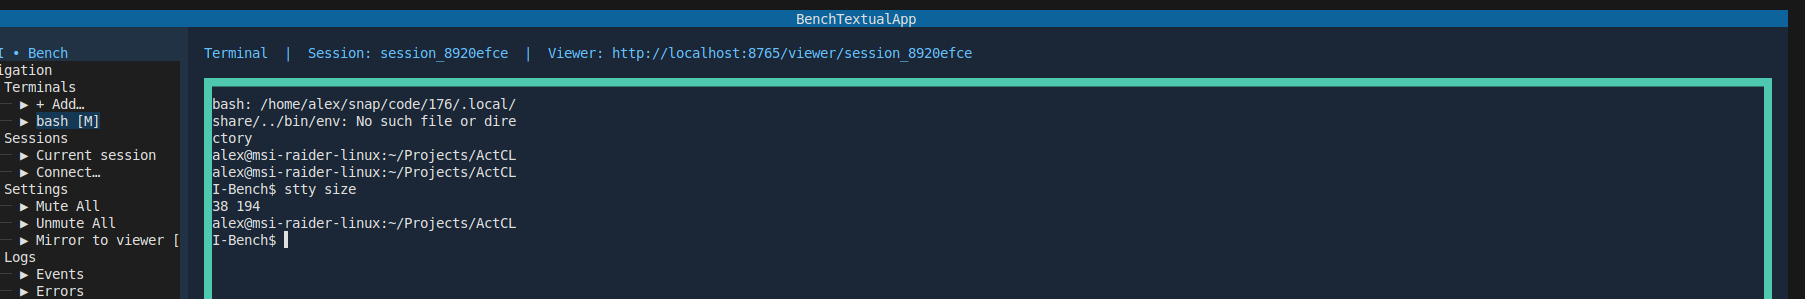 BenchTextualApp
I • Bench
igation
Terminals
▶ + Add…
▶ bash [M]
Sessions
▶ Current session
▶ Connect…
Settings
▶ Mute All
▶ Unmute All
▶ Mirror to viewer [
Logs
▶ Events
▶ Errors
Terminal | Session: session_8920efce | Viewer: http://localhost:8765/viewer/session_8920efce
bash: /home/alex/snap/code/176/.local/
share/../bin/env: No such file or dire
ctory
alex@msi-raider-linux:~/Projects/ActCL
alex@msi-raider-linux:~/Projects/ActCL
I-Bench$ stty size
38 194
alex@msi-raider-linux:~/Projects/ActCL
I-Bench$